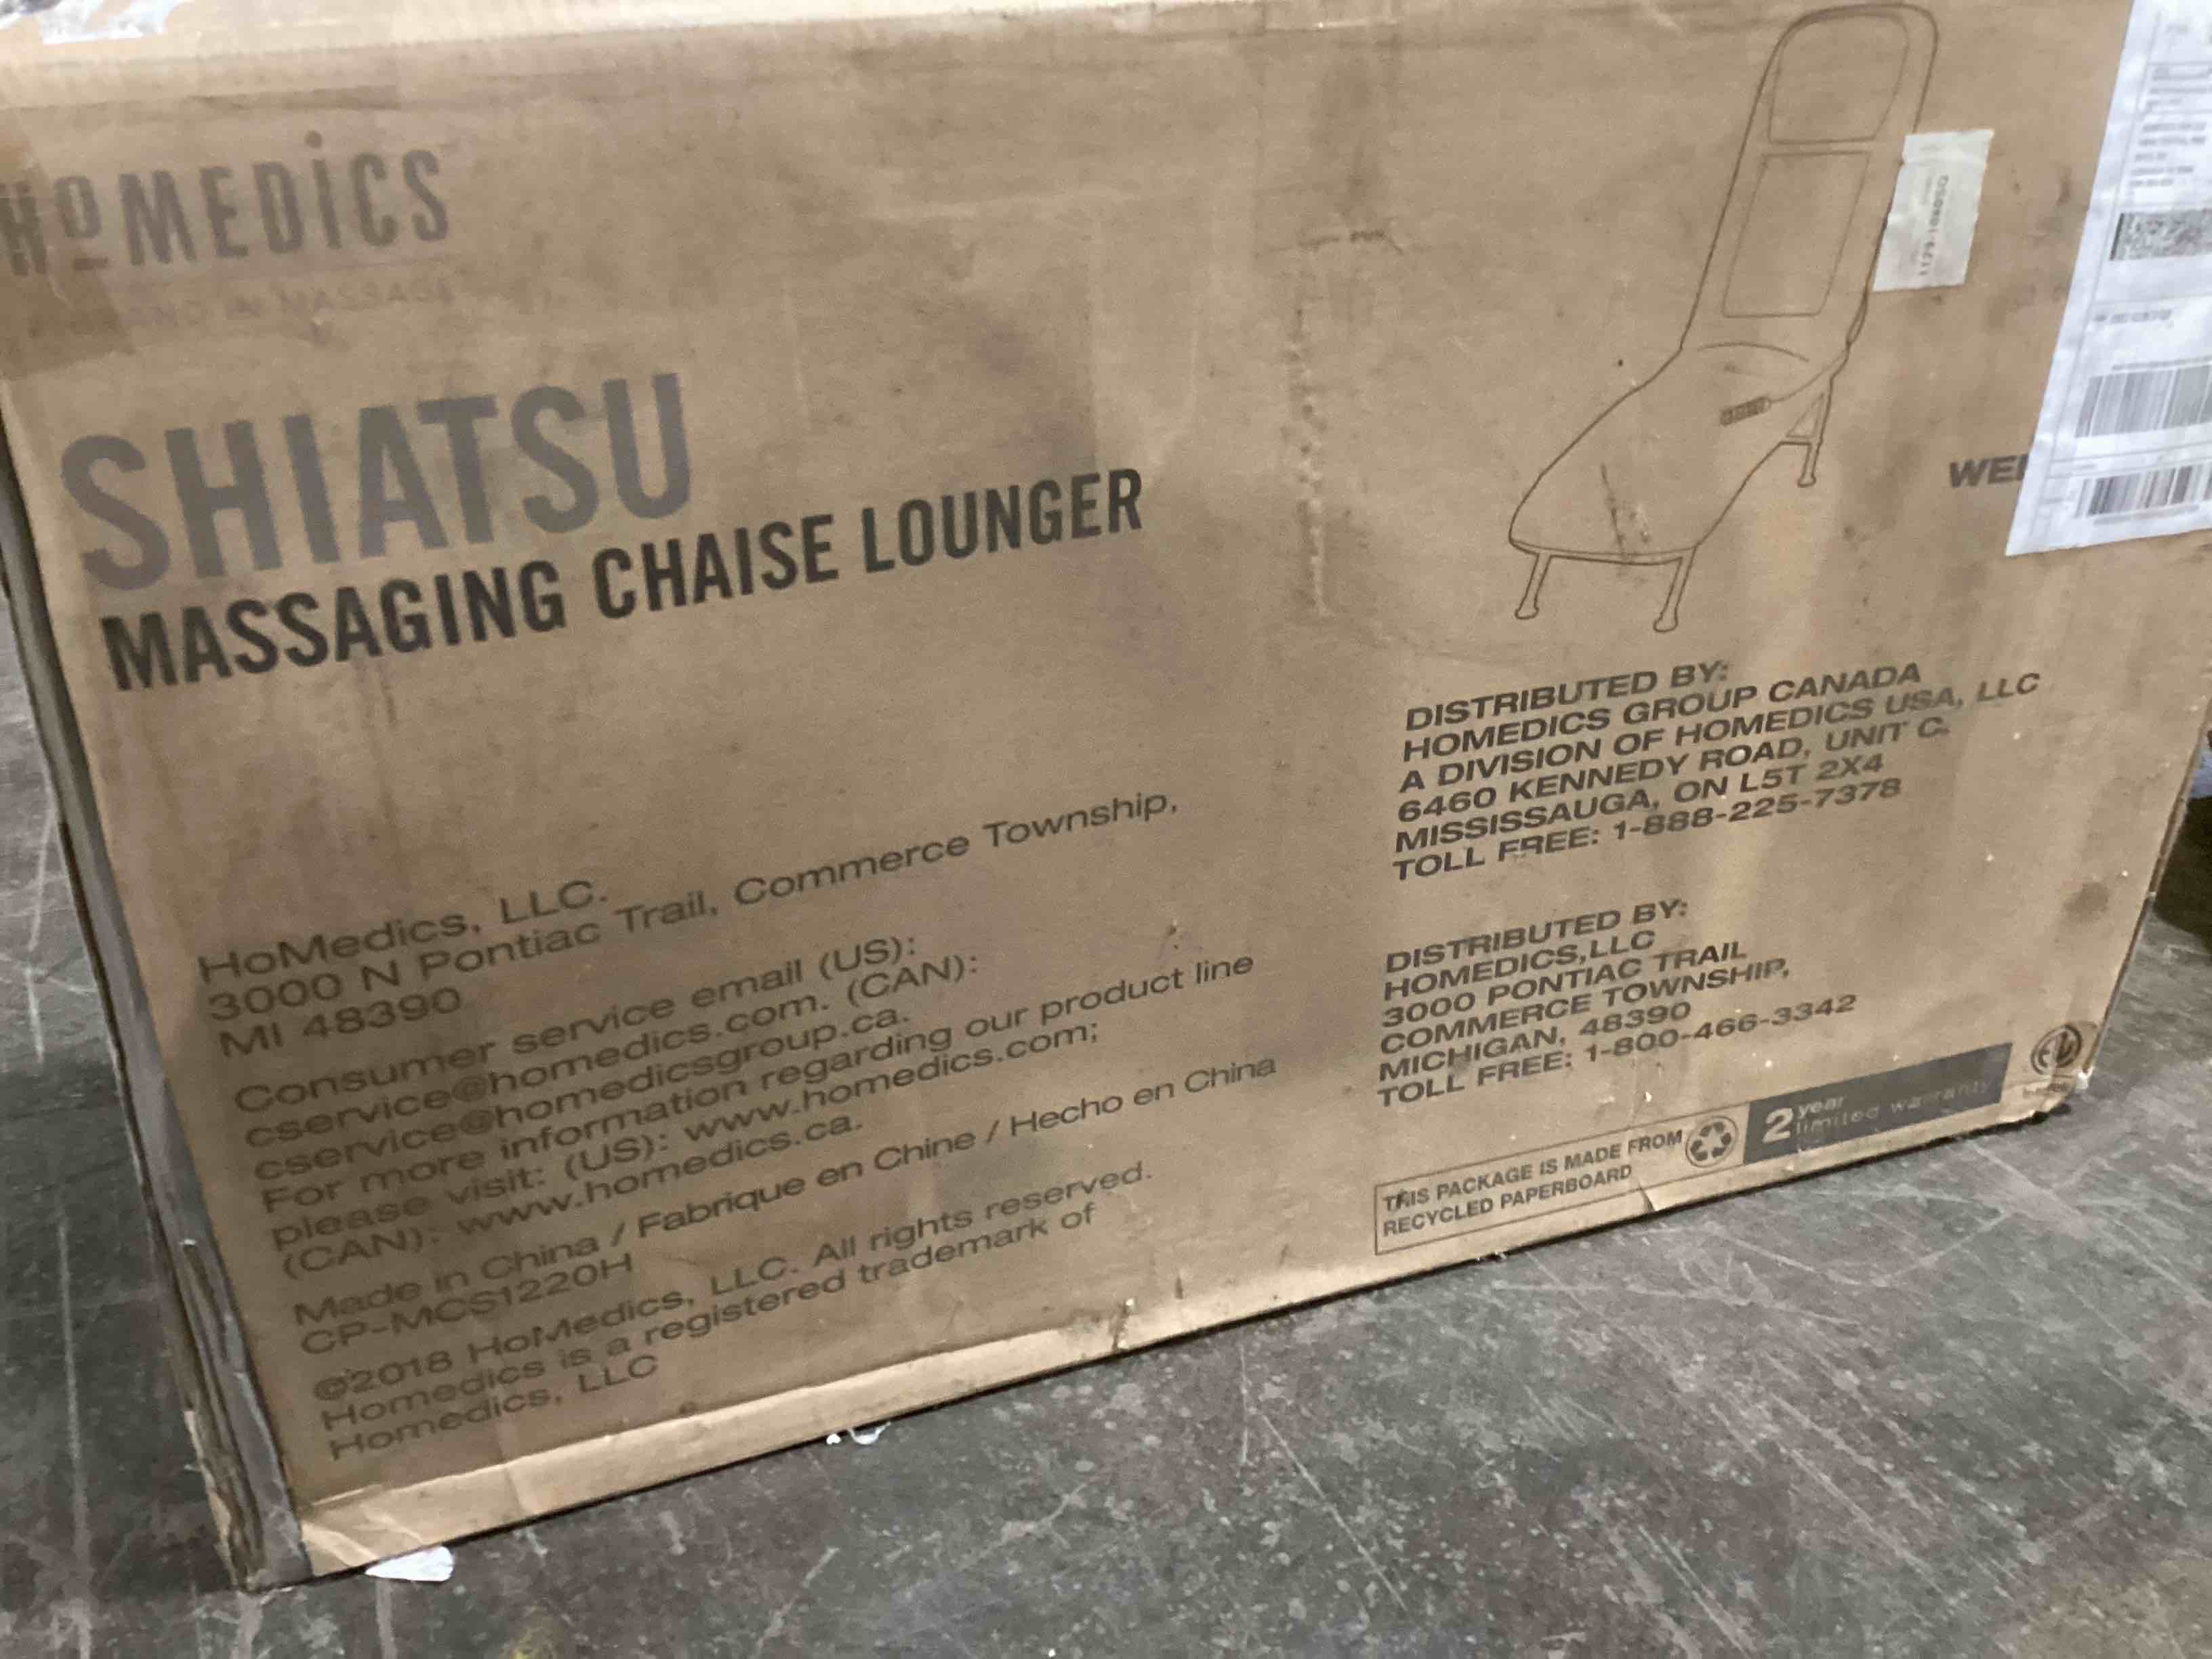 HOMEDICS
IN MASSAGE
SHIATSU
MASSAGING CHAISE LOUNGER
HoMedics, LLC.
3000 N Pontiac Trail, Commerce Township,
MI 48390
Consumer service email (US):
cservice@homedics.com. (CAN):
cservice@homedicsgroup.ca.
For more information regarding our product line
please visit: (US): www.homedics.com;
(CAN): www.homedics.ca.
Made in China / Fabrique en Chine / Hecho en China
CP-MCS1220H
©2018 HoMedics, LLC. All rights reserved.
Homedics is a registered trademark of
Homedics, LLC
WEI
DISTRIBUTED BY:
HOMEDICS GROUP CANADA
A DIVISION OF HOMEDICS USA, LLC
6460 KENNEDY ROAD, UNIT C.
MISSISSAUGA, ON L5T 2X4
TOLL FREE: 1-888-225-7378
DISTRIBUTED BY:
HOMEDICS,LLC
3000 PONTIAC TRAIL
COMMERCE TOWNSHIP,
MICHIGAN, 48390
TOLL FREE: 1-800-466-3342
THIS PACKAGE IS MADE FROM
RECYCLED PAPERBOARD
2 year
limited warranty